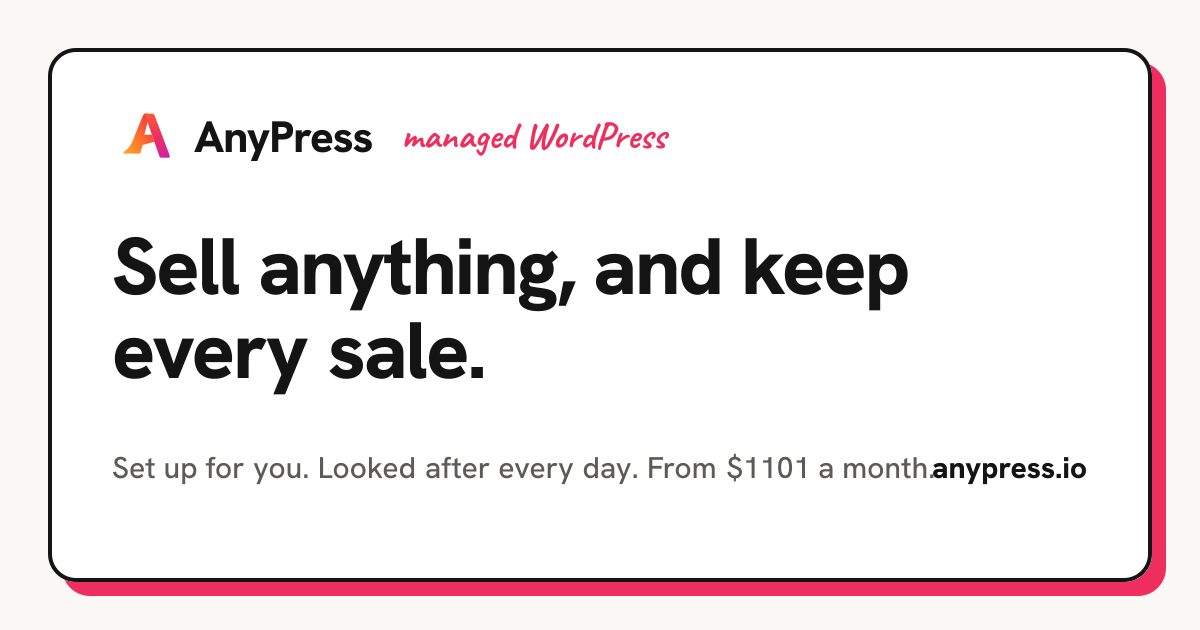 AnyPress managed WordPress
Sell anything, and keep
every sale.
Set up for you. Looked after every day. From $1101 a month. anypress.io